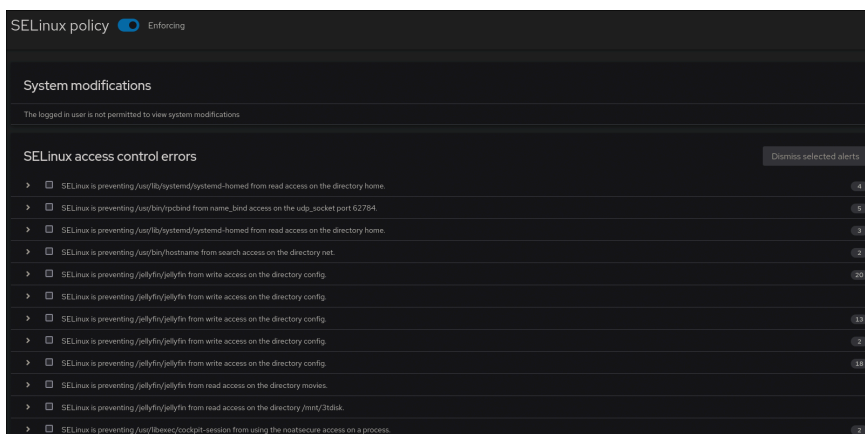 SELinux policy Enforcing
System modifications
The logged in user is not permitted to view system modifications
SELinux access control errors Dismiss selected alerts
SELinux is preventing /usr/lib/systemd/systemd-homed from read access on the directory home. 4
SELinux is preventing /usr/bin/rpcbind from name_bind access on the udp_socket port 62784. 5
SELinux is preventing /usr/lib/systemd/systemd-homed from read access on the directory home. 3
SELinux is preventing /usr/bin/hostname from search access on the directory net. 2
SELinux is preventing /jellyfin/jellyfin from write access on the directory config. 20
SELinux is preventing /jellyfin/jellyfin from write access on the directory config.
SELinux is preventing /jellyfin/jellyfin from write access on the directory config. 13
SELinux is preventing /jellyfin/jellyfin from write access on the directory config. 2
SELinux is preventing /jellyfin/jellyfin from write access on the directory config. 18
SELinux is preventing /jellyfin/jellyfin from read access on the directory movies.
SELinux is preventing /jellyfin/jellyfin from read access on the directory /mnt/3tdisk.
SELinux is preventing /usr/libexec/cockpit-session from using the noatsecure access on a process. 2